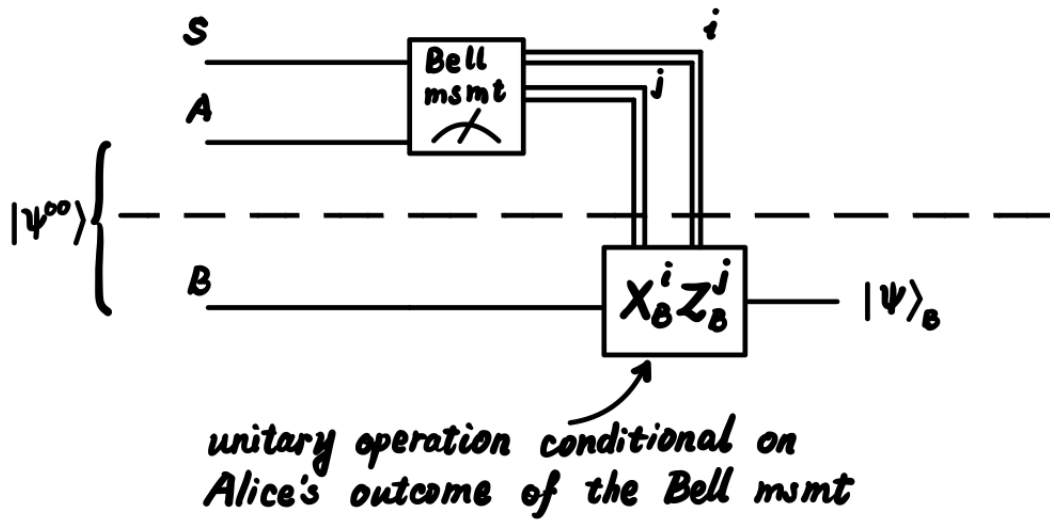 S
i
Bell
msmt
j
A
|ψ⁰⁰⟩
B
X_B^i Z_B^j
|ψ⟩_B
unitary operation conditional on
Alice's outcome of the Bell msmt